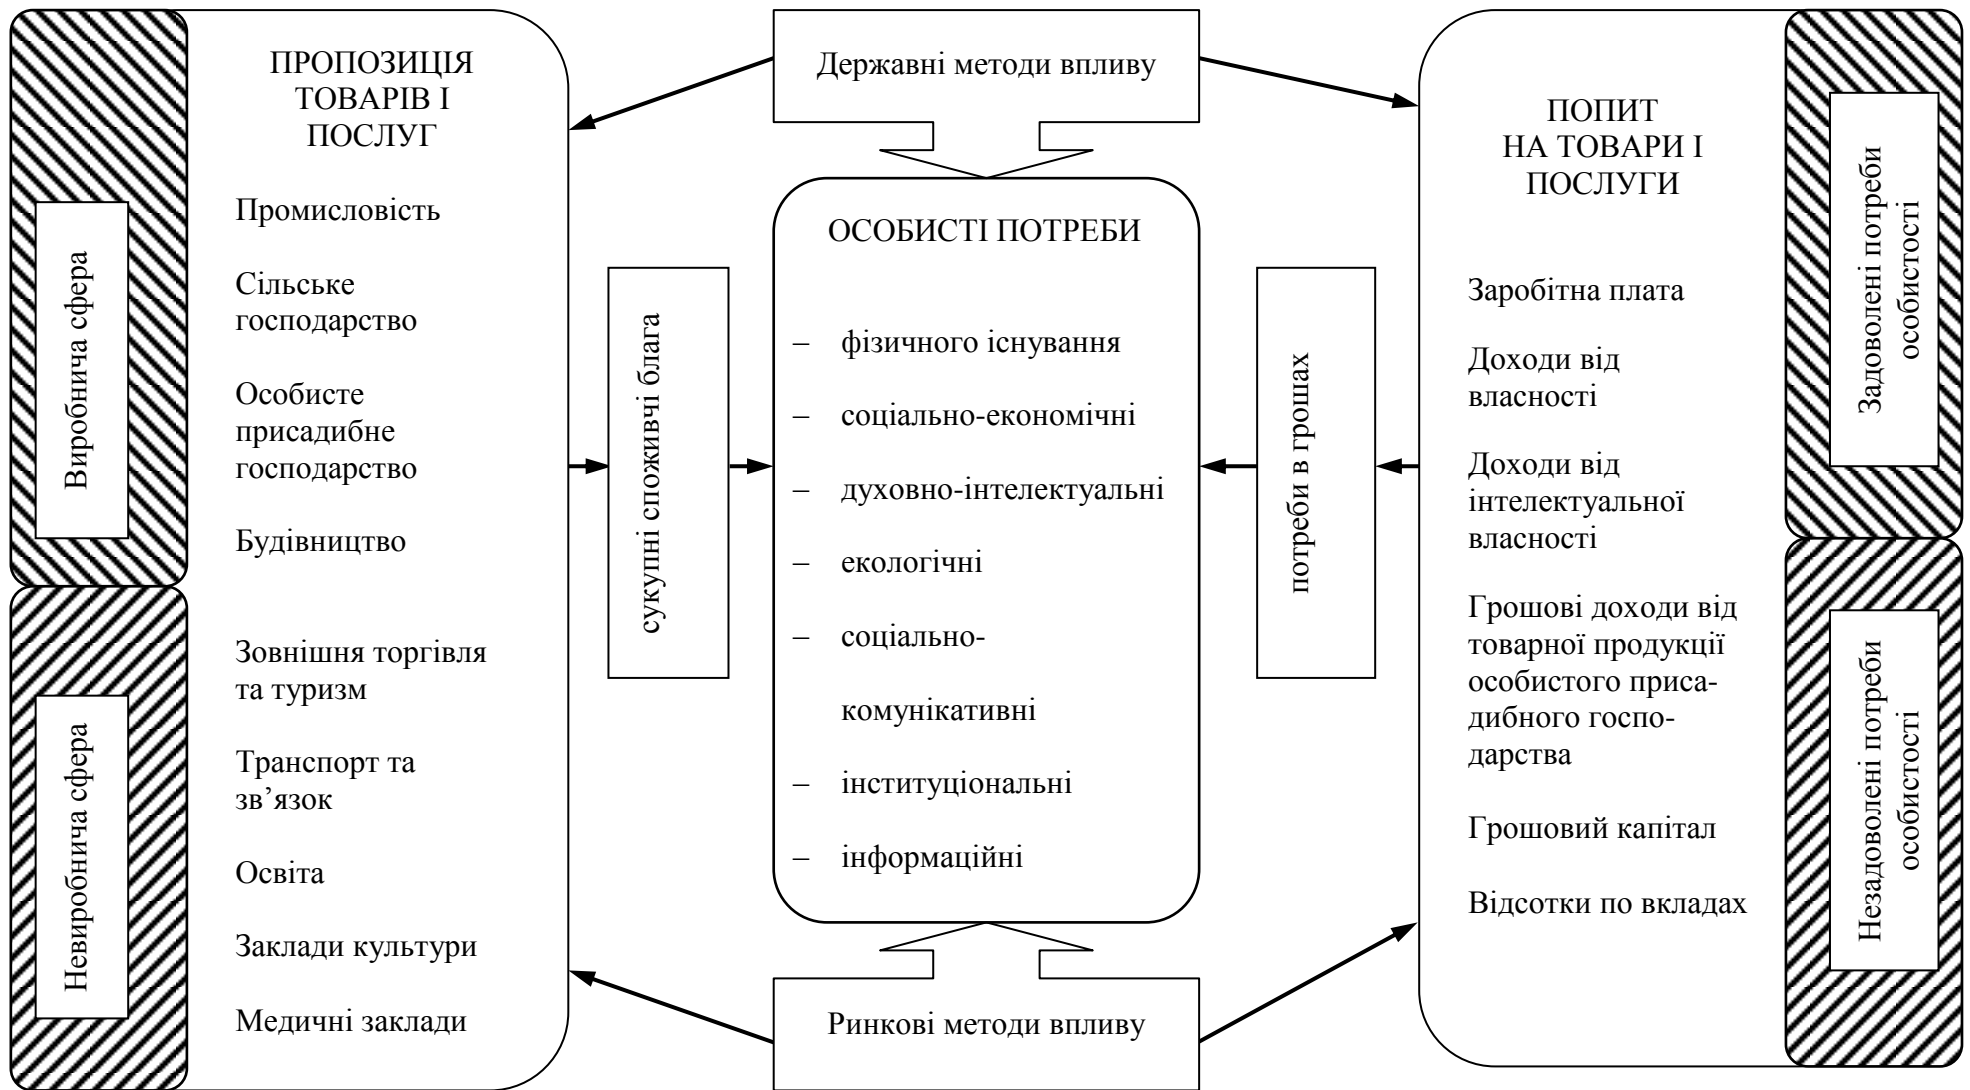 Виробнича сфера
Невиробнича сфера
ПРОПОЗИЦІЯ
ТОВАРІВ І
ПОСЛУГ
Промисловість
Сільське
господарство
Особисте
присадибне
господарство
Будівництво
Зовнішня торгівля
та туризм
Транспорт та
зв’язок
Освіта
Заклади культури
Медичні заклади
сукупні споживчі блага
Державні методи впливу
ОСОБИСТІ ПОТРЕБИ
– фізичного існування
– соціально-економічні
– духовно-інтелектуальні
– екологічні
– соціально-
комунікативні
– інституціональні
– інформаційні
Ринкові методи впливу
потреби в грошах
ПОПИТ
НА ТОВАРИ І
ПОСЛУГИ
Заробітна плата
Доходи від
власності
Доходи від
інтелектуальної
власності
Грошові доходи від
товарної продукції
особистого приса-
дибного госпо-
дарства
Грошовий капітал
Відсотки по вкладах
Задоволені потреби
особистості
Незадоволені потреби
особистості